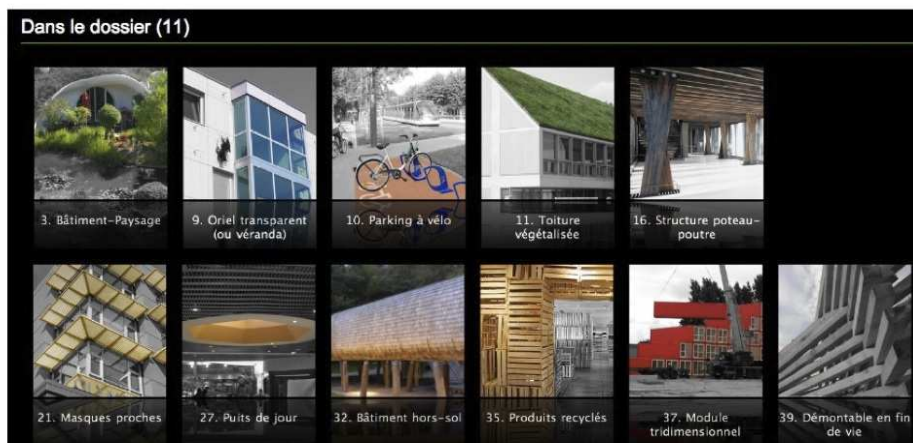 Dans le dossier (11)
3. Bâtiment-Paysage
9. Oriel transparent
(ou véranda)
10. Parking à vélo
11. Toiture
végétalisée
16. Structure poteau-
poutre
21. Masques proches
27. Puits de jour
32. Bâtiment hors-sol
35. Produits recyclés
37. Module
tridimensionnel
39. Démontable en fin
de vie